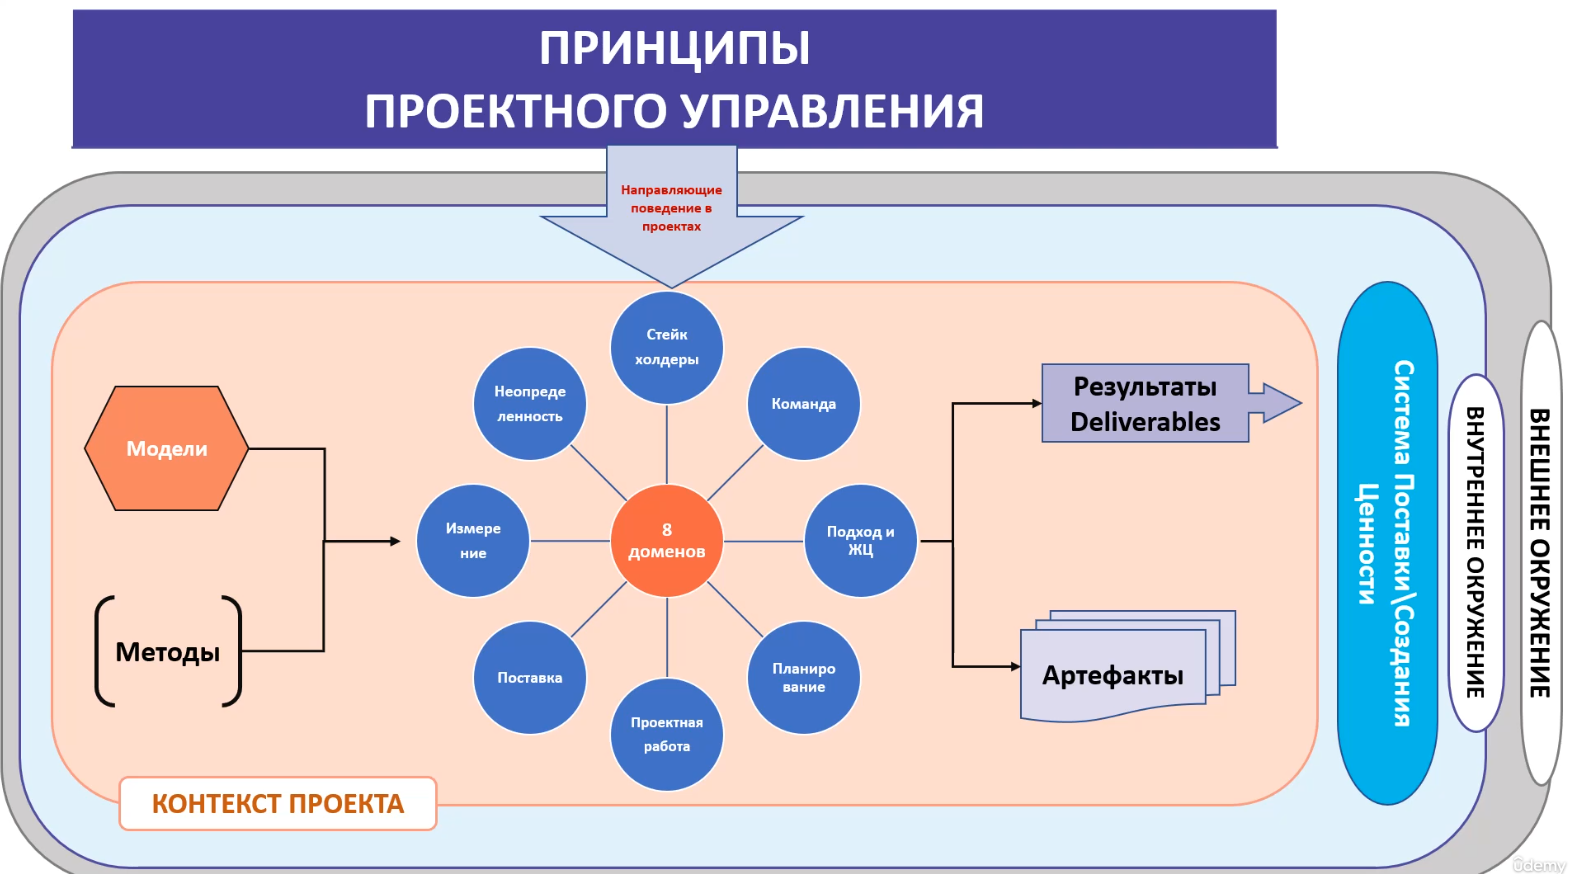 ПРИНЦИПЫ
ПРОЕКТНОГО УПРАВЛЕНИЯ
Направляющие
поведение в
проектах
Стейк
холдеры
Неопреде
ленность
Команда
Модели
Измере
ние
8
доменов
Подход и
ЖЦ
Методы
Поставка
Проектная
работа
Планиро
вание
Результаты
Deliverables
Артефакты
КОНТЕКСТ ПРОЕКТА
Система Поставки\Создания
Ценности
ВНУТРЕННЕЕ ОКРУЖЕНИЕ
ВНЕШНЕЕ ОКРУЖЕНИЕ
ûdemy